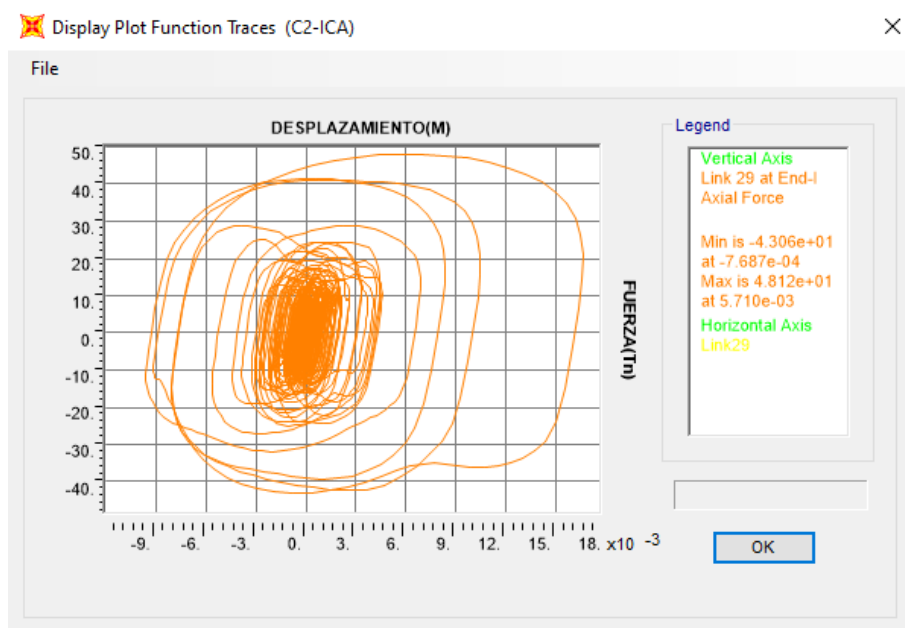 Display Plot Function Traces (C2-ICA)
File
DESPLAZAMIENTO(M)
50.
40.
30.
20.
10.
0.
-10.
-20.
-30.
-40.
-9. -6. -3. 0. 3. 6. 9. 12. 15. 18. x10 -3
FUERZA(Tn)
Legend
Vertical Axis
Link 29 at End-I
Axial Force
Min is -4.306e+01
at -7.687e-04
Max is 4.812e+01
at 5.710e-03
Horizontal Axis
Link29
OK